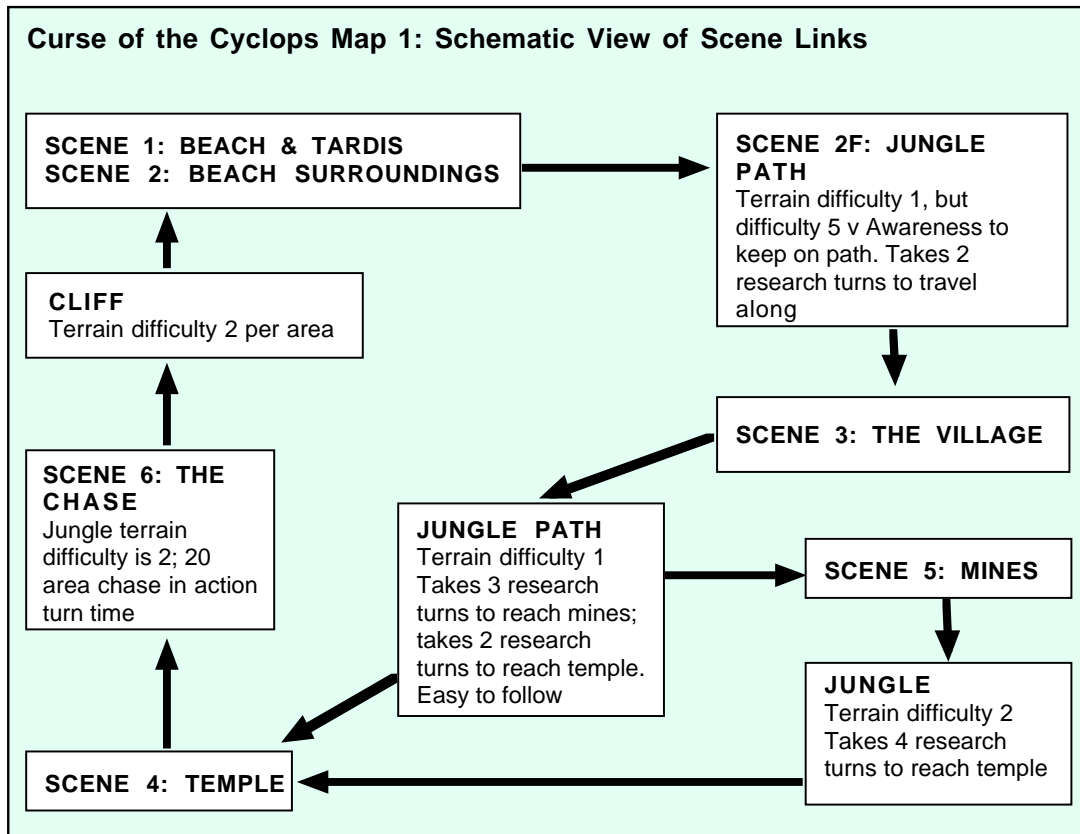 Curse of the Cyclops Map 1: Schematic View of Scene Links
SCENE 1: BEACH & TARDIS
SCENE 2: BEACH SURROUNDINGS
SCENE 2F: JUNGLE
PATH
Terrain difficulty 1, but
difficulty 5 v Awareness to
keep on path. Takes 2
research turns to travel
along
CLIFF
Terrain difficulty 2 per area
SCENE 3: THE VILLAGE
SCENE 6: THE
CHASE
Jungle terrain
difficulty is 2; 20
area chase in action
turn time
JUNGLE PATH
Terrain difficulty 1
Takes 3 research
turns to reach mines;
takes 2 research
turns to reach temple.
Easy to follow
SCENE 5: MINES
JUNGLE
Terrain difficulty 2
Takes 4 research
turns to reach temple
SCENE 4: TEMPLE